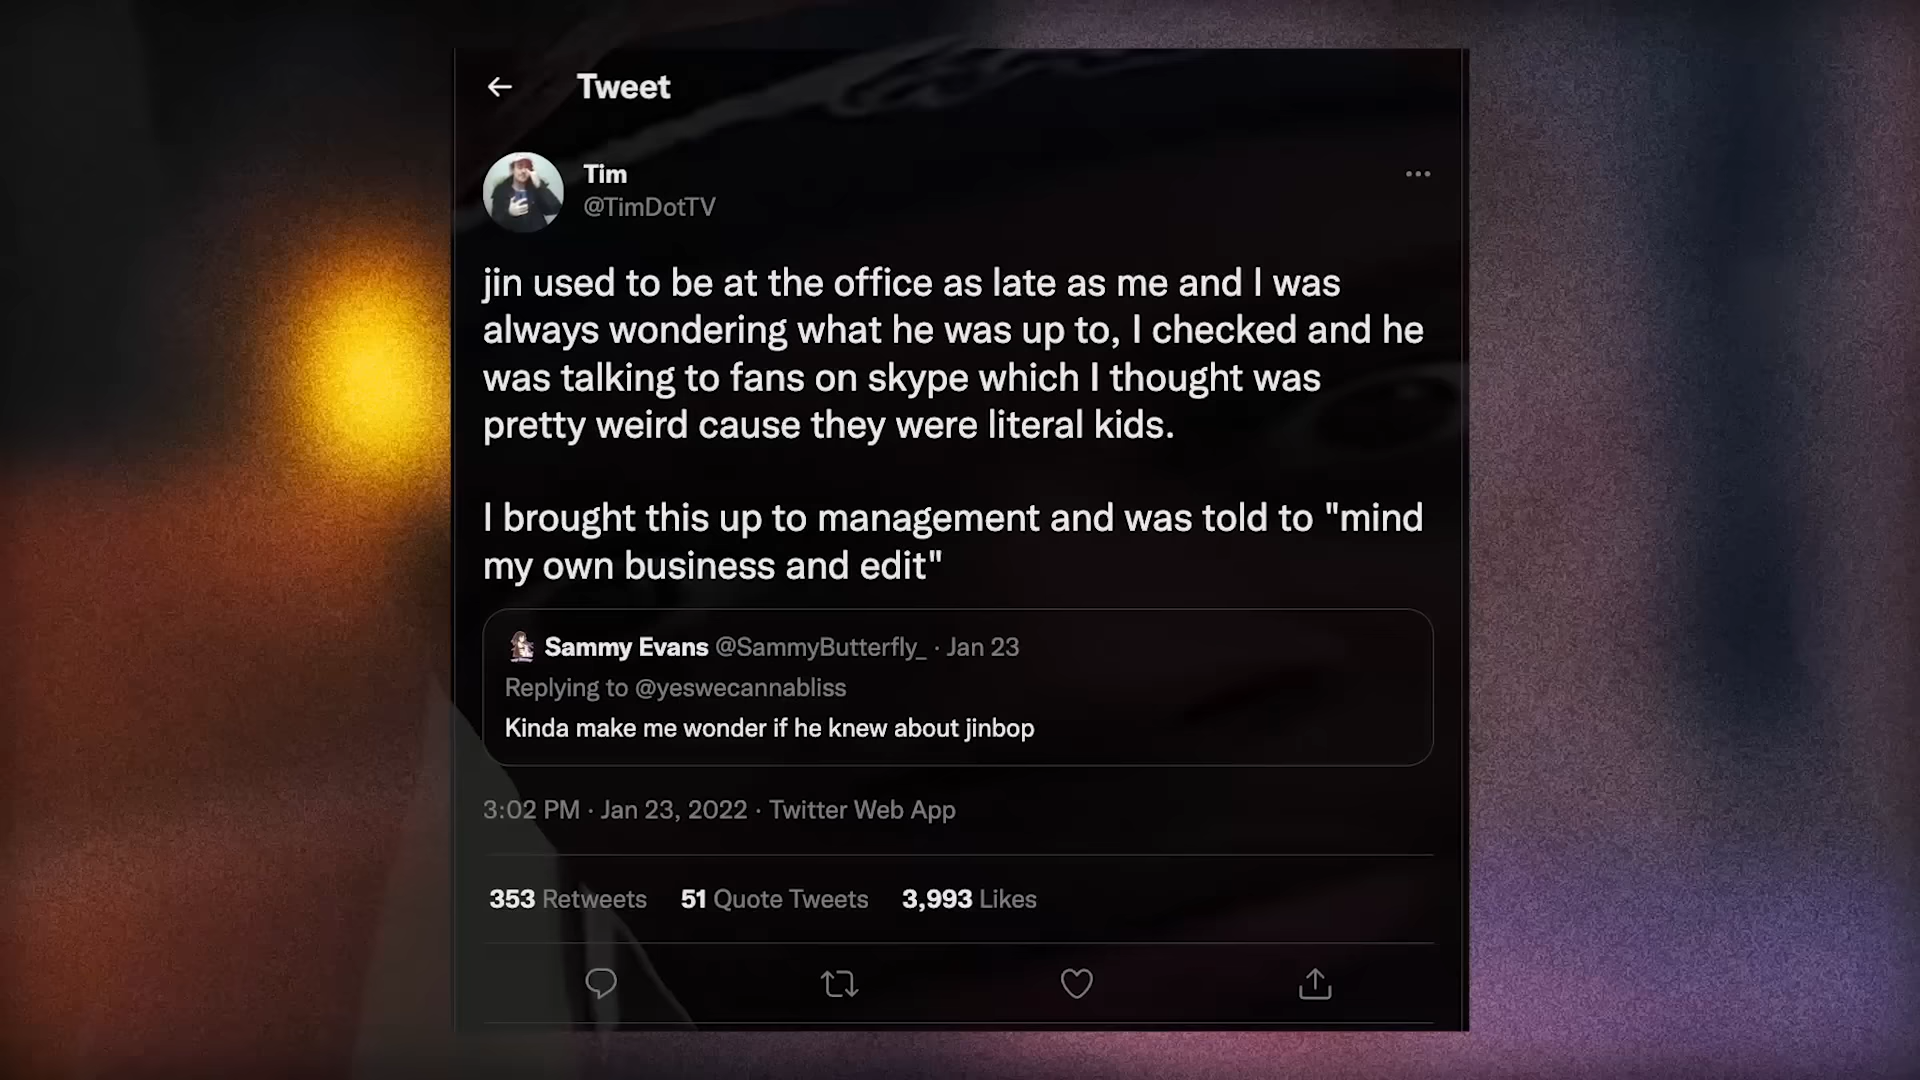 Tweet
Tim
@TimDotTV
jin used to be at the office as late as me and I was
always wondering what he was up to, I checked and he
was talking to fans on skype which I thought was
pretty weird cause they were literal kids.
I brought this up to management and was told to "mind
my own business and edit"
Sammy Evans @SammyButterfly_ · Jan 23
Replying to @yeswecannabliss
Kinda make me wonder if he knew about jinbop
3:02 PM · Jan 23, 2022 · Twitter Web App
353 Retweets 51 Quote Tweets 3,993 Likes